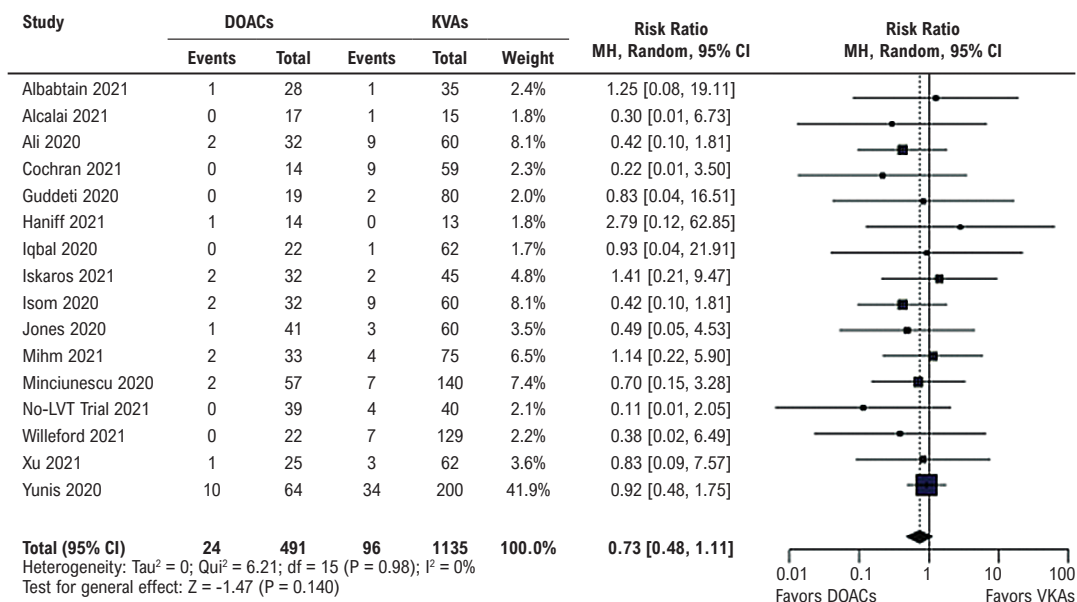 Study DOACs KVAs Risk Ratio Risk Ratio
Events Total Events Total Weight MH, Random, 95% CI MH, Random, 95% CI
Albabtain 2021 1 28 1 35 2.4% 1.25 [0.08, 19.11]
Alcalai 2021 0 17 1 15 1.8% 0.30 [0.01, 6.73]
Ali 2020 2 32 9 60 8.1% 0.42 [0.10, 1.81]
Cochran 2021 0 14 9 59 2.3% 0.22 [0.01, 3.50]
Guddeti 2020 0 19 2 80 2.0% 0.83 [0.04, 16.51]
Haniff 2021 1 14 0 13 1.8% 2.79 [0.12, 62.85]
Iqbal 2020 0 22 1 62 1.7% 0.93 [0.04, 21.91]
Iskaros 2021 2 32 2 45 4.8% 1.41 [0.21, 9.47]
Isom 2020 2 32 9 60 8.1% 0.42 [0.10, 1.81]
Jones 2020 1 41 3 60 3.5% 0.49 [0.05, 4.53]
Mihm 2021 2 33 4 75 6.5% 1.14 [0.22, 5.90]
Minciunescu 2020 2 57 7 140 7.4% 0.70 [0.15, 3.28]
No-LVT Trial 2021 0 39 4 40 2.1% 0.11 [0.01, 2.05]
Willeford 2021 0 22 7 129 2.2% 0.38 [0.02, 6.49]
Xu 2021 1 25 3 62 3.6% 0.83 [0.09, 7.57]
Yunis 2020 10 64 34 200 41.9% 0.92 [0.48, 1.75]
Total (95% CI) 24 491 96 1135 100.0% 0.73 [0.48, 1.11]
Heterogeneity: Tau² = 0; Qui² = 6.21; df = 15 (P = 0.98); I² = 0%
Test for general effect: Z = -1.47 (P = 0.140)
0.01 0.1 1 10 100
Favors DOACs Favors VKAs